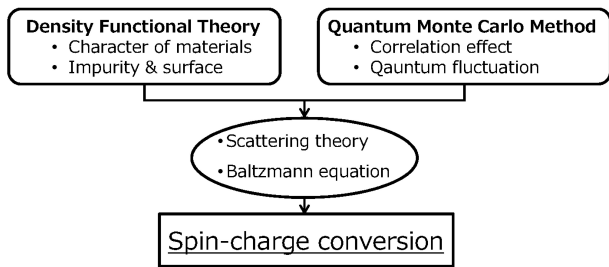 Density Functional Theory
• Character of materials
• Impurity & surface
Quantum Monte Carlo Method
• Correlation effect
• Qauntum fluctuation
•Scattering theory
•Baltzmann equation
Spin-charge conversion